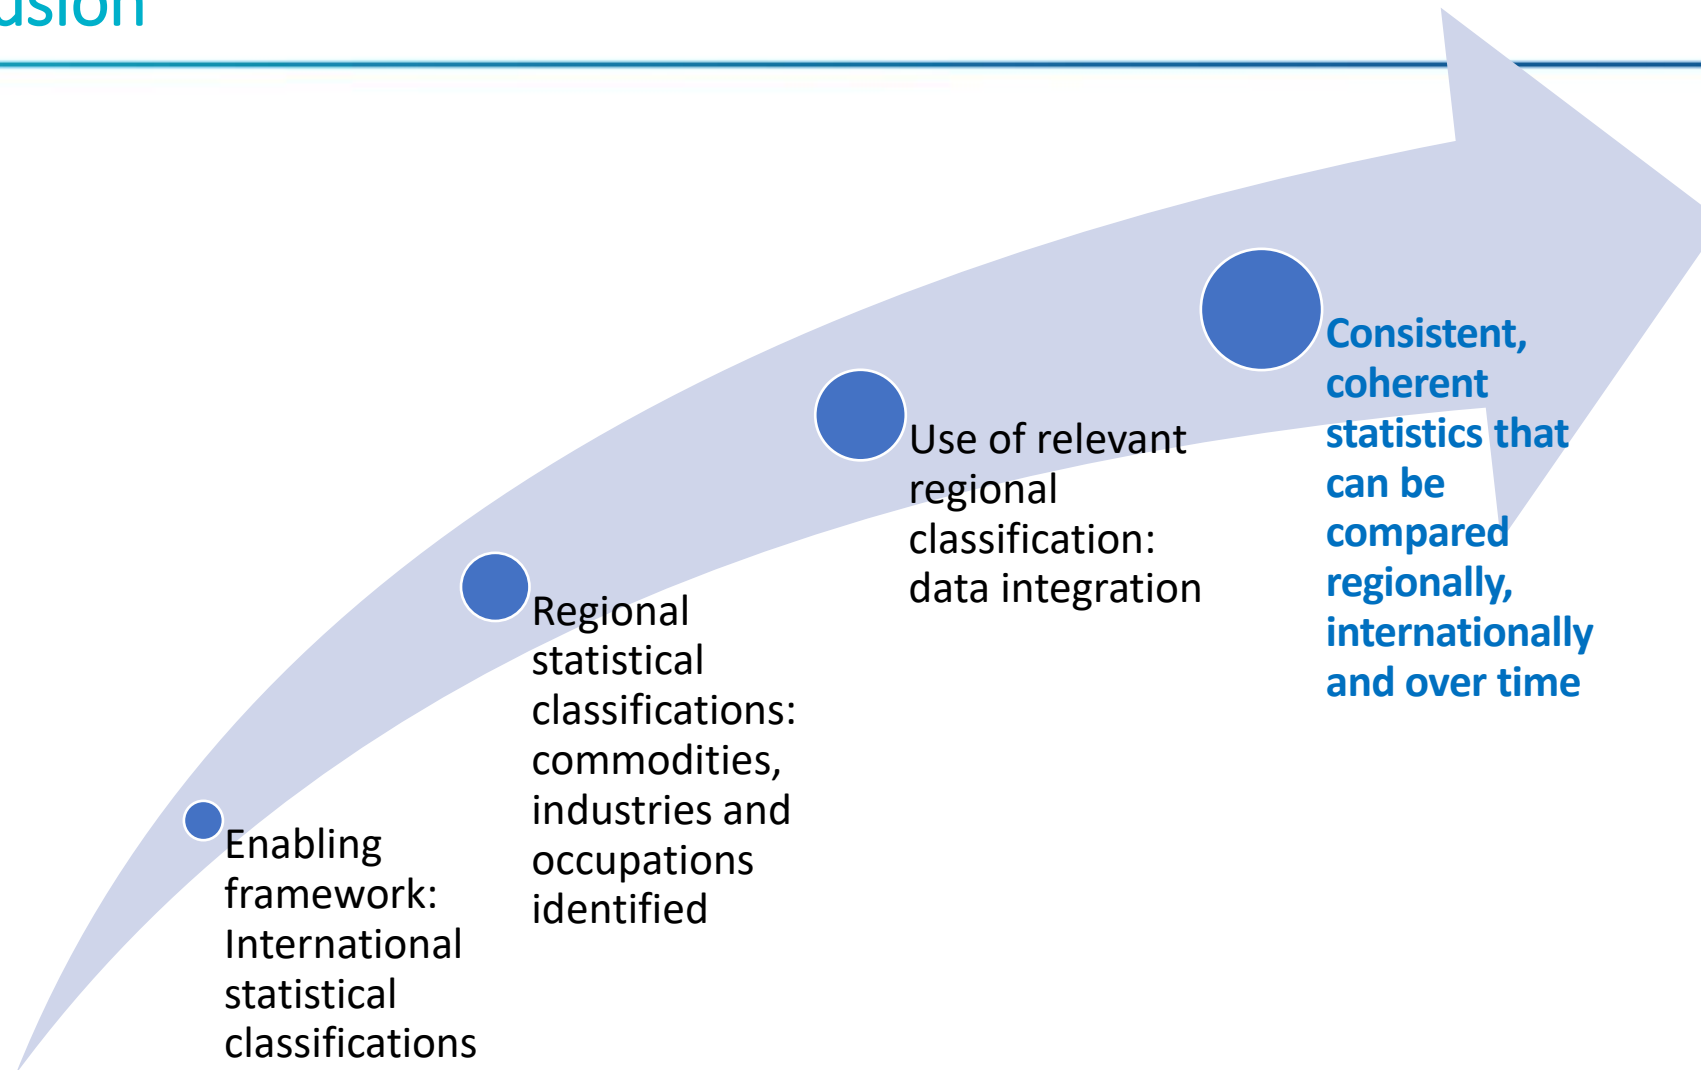 usion
Enabling
framework:
International
statistical
classifications
Regional
statistical
classifications:
commodities,
industries and
occupations
identified
Use of relevant
regional
classification:
data integration
Consistent,
coherent
statistics that
can be
compared
regionally,
internationally
and over time